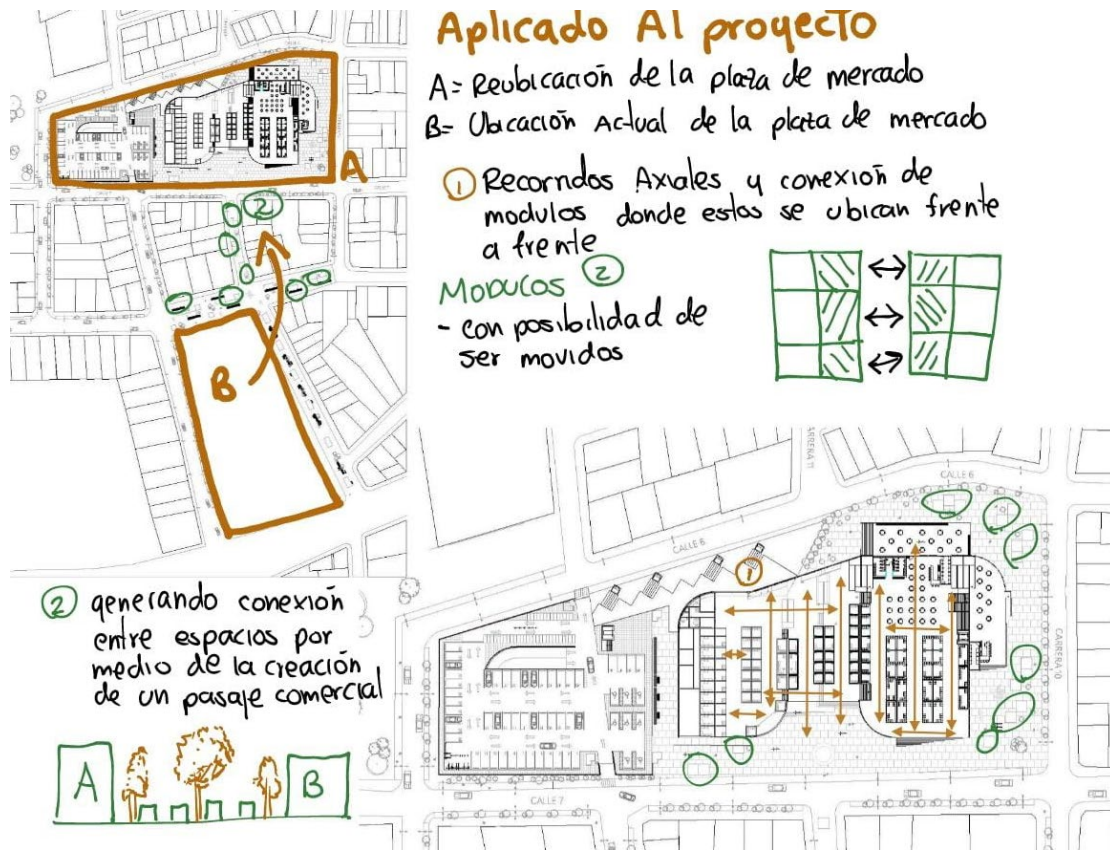 Aplicado Al proyecto
A= Reubicación de la plaza de mercado
B= Ubicación Actual de la plaza de mercado
① Recorridos Axiales y conexión de
modulos donde estos se ubican frente
a frente
MODULOS ②
- con posibilidad de
ser movidos
A
②
B
② generando conexión
entre espacios por
medio de la creación
de un pasaje comercial
A
B
CARRERA 11
CALLE 6
CALLE 6
①
CARRERA 10
CALLE 7